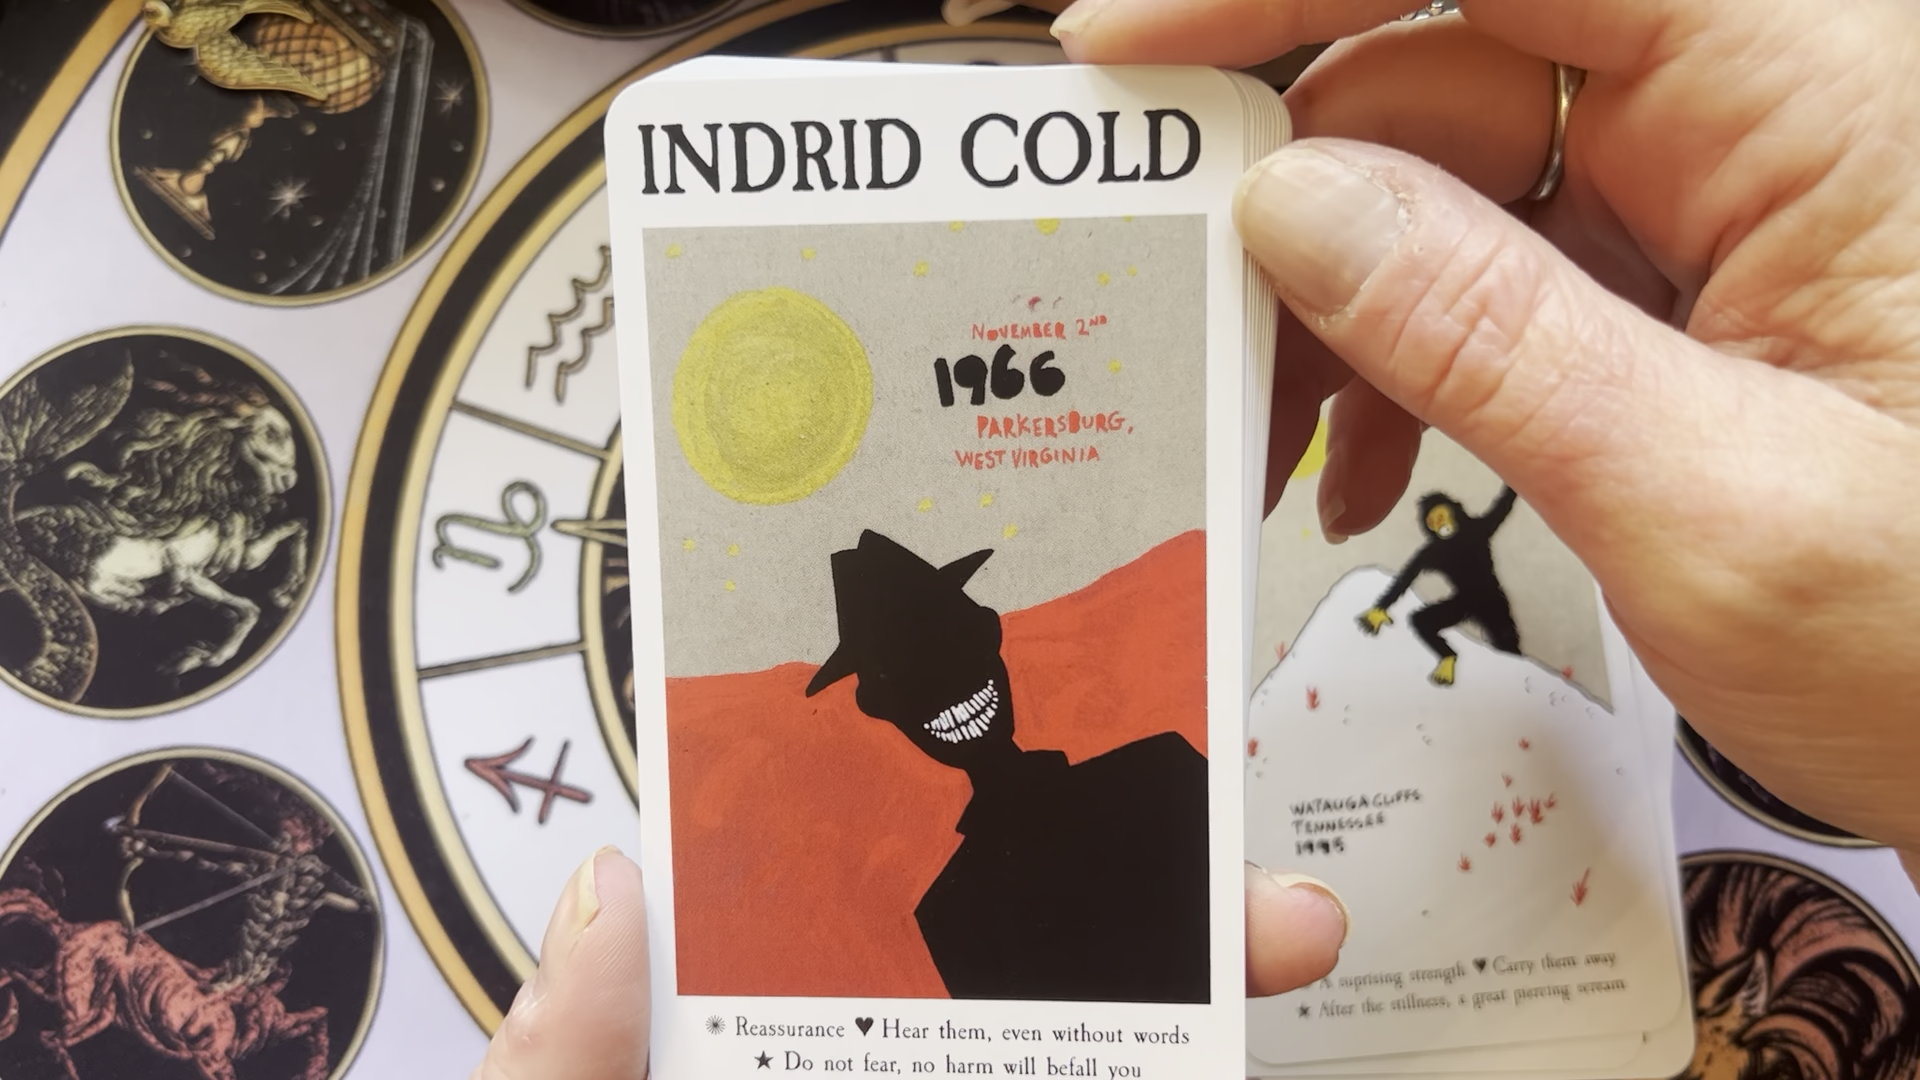 INDRID COLD
NOVEMBER 2ND
1966
PARKERSBURG,
WEST VIRGINIA
Reassurance ♥ Hear them, even without words
★ Do not fear, no harm will befall you
WATAUGA CLIFFS
TENNESSEE
1995
A suprising strength ♥ Carry them away
★ After the stillness, a great piercing scream